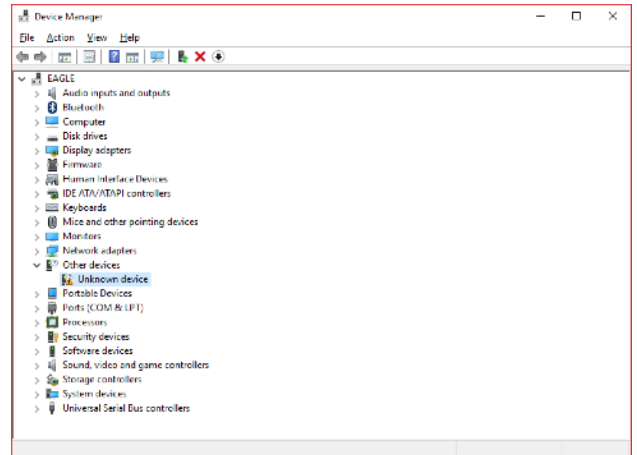 Device Manager
File Action View Help
EAGLE
Audio inputs and outputs
Bluetooth
Computer
Disk drives
Display adapters
Firmware
Human Interface Devices
IDE ATA/ATAPI controllers
Keyboards
Mice and other pointing devices
Monitors
Network adapters
Other devices
Unknown device
Portable Devices
Ports (COM & LPT)
Processors
Security devices
Software devices
Sound, video and game controllers
Storage controllers
System devices
Universal Serial Bus controllers